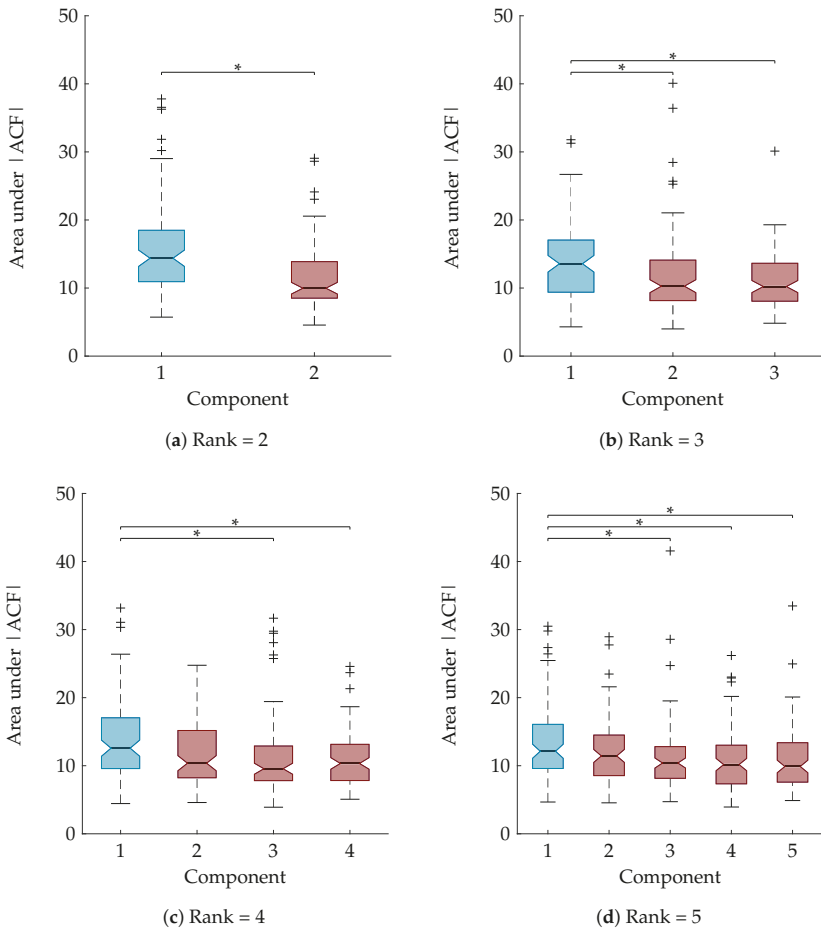 50
40
30
20
10
0
Area under |ACF|
*
1 2
Component
(a) Rank = 2
50
40
30
20
10
0
Area under |ACF|
*
*
1 2 3
Component
(b) Rank = 3
50
40
30
20
10
0
Area under |ACF|
*
*
1 2 3 4
Component
(c) Rank = 4
50
40
30
20
10
0
Area under |ACF|
*
*
*
1 2 3 4 5
Component
(d) Rank = 5